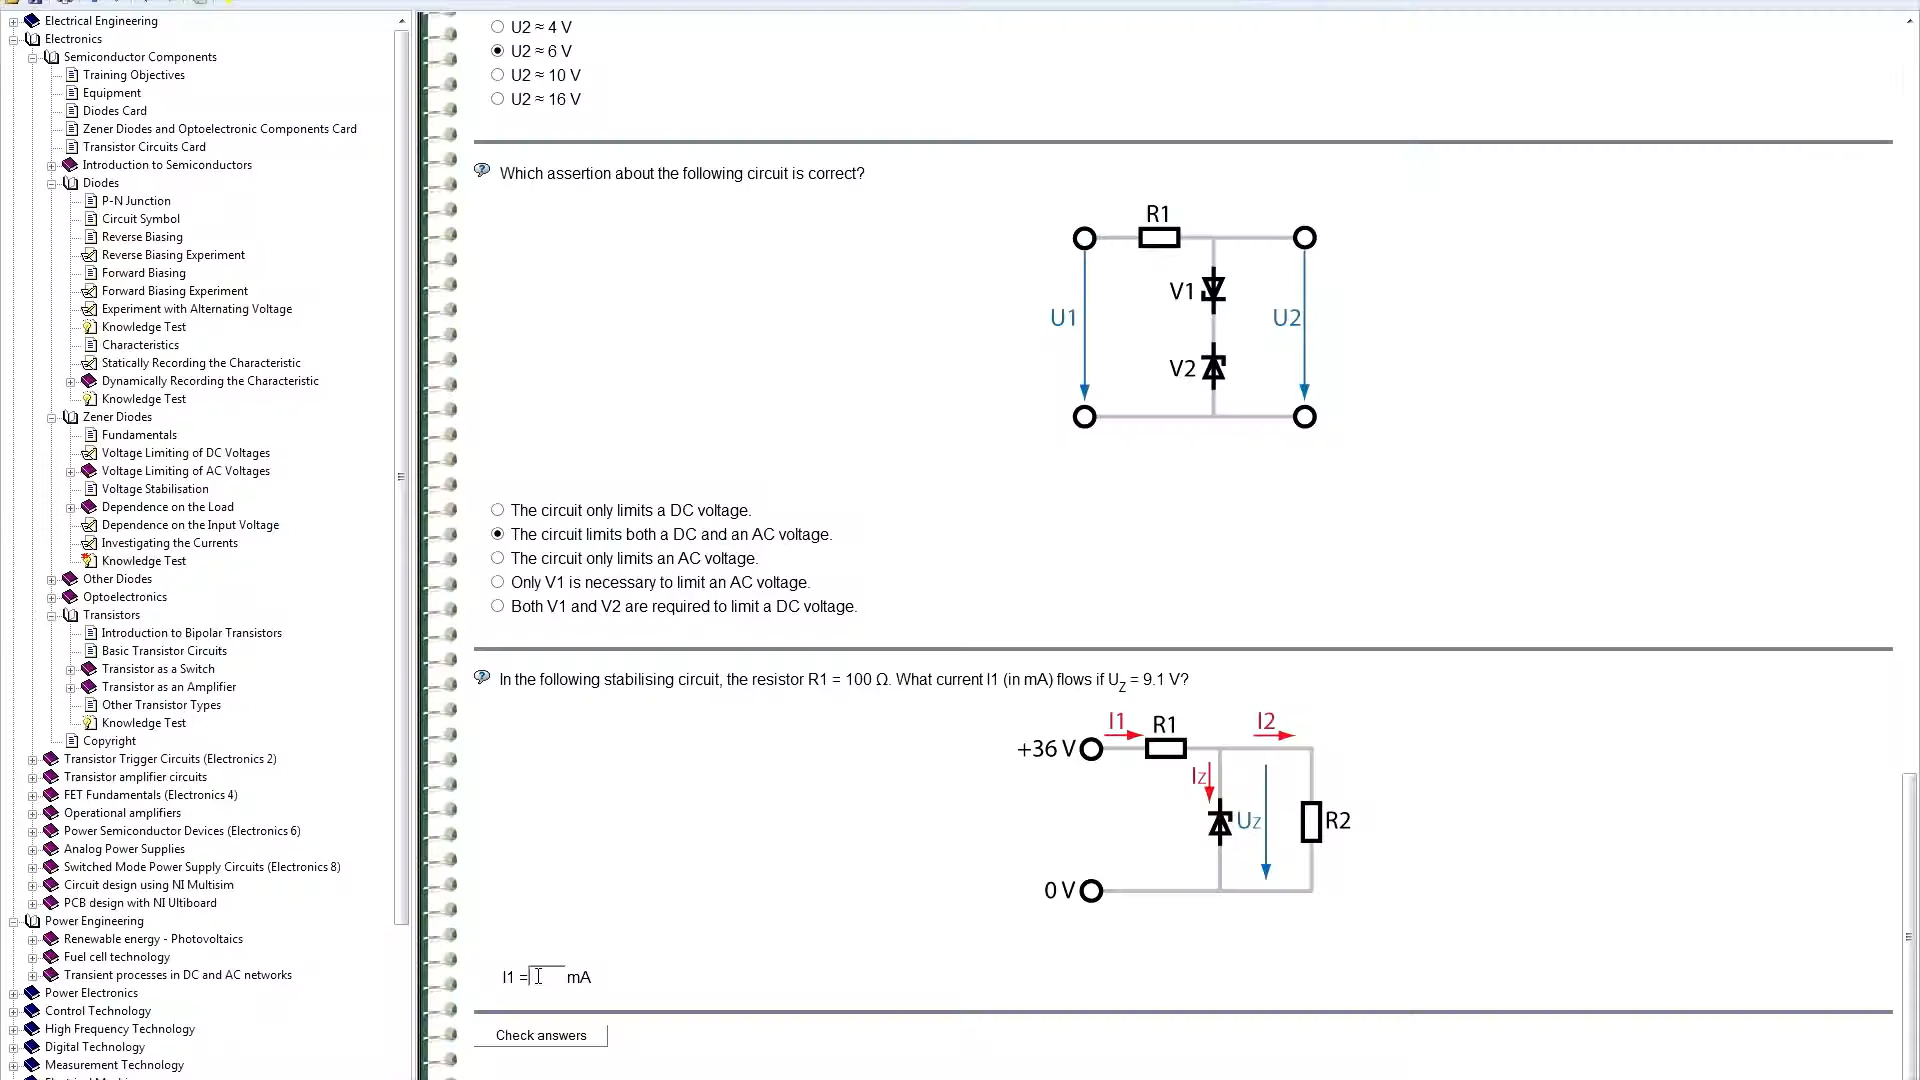 Electrical Engineering
Electronics
Semiconductor Components
Training Objectives
Equipment
Diodes Card
Zener Diodes and Optoelectronic Components Card
Transistor Circuits Card
Introduction to Semiconductors
Diodes
P-N Junction
Circuit Symbol
Reverse Biasing
Reverse Biasing Experiment
Forward Biasing
Forward Biasing Experiment
Experiment with Alternating Voltage
Knowledge Test
Characteristics
Statically Recording the Characteristic
Dynamically Recording the Characteristic
Knowledge Test
Zener Diodes
Fundamentals
Voltage Limiting of DC Voltages
Voltage Limiting of AC Voltages
Voltage Stabilisation
Dependence on the Load
Dependence on the Input Voltage
Investigating the Currents
Knowledge Test
Other Diodes
Optoelectronics
Transistors
Introduction to Bipolar Transistors
Basic Transistor Circuits
Transistor as a Switch
Transistor as an Amplifier
Other Transistor Types
Knowledge Test
Copyright
Transistor Trigger Circuits (Electronics 2)
Transistor amplifier circuits
FET Fundamentals (Electronics 4)
Operational amplifiers
Power Semiconductor Devices (Electronics 6)
Analog Power Supplies
Switched Mode Power Supply Circuits (Electronics 8)
Circuit design using NI Multisim
PCB design with NI Ultiboard
Power Engineering
Renewable energy - Photovoltaics
Fuel cell technology
Transient processes in DC and AC networks
Power Electronics
Control Technology
High Frequency Technology
Digital Technology
Measurement Technology
U2 ≈ 4 V
U2 ≈ 6 V
U2 ≈ 10 V
U2 ≈ 16 V
Which assertion about the following circuit is correct?
R1
V1
U1
U2
V2
The circuit only limits a DC voltage.
The circuit limits both a DC and an AC voltage.
The circuit only limits an AC voltage.
Only V1 is necessary to limit an AC voltage.
Both V1 and V2 are required to limit a DC voltage.
In the following stabilising circuit, the resistor R1 = 100 Ω. What current I1 (in mA) flows if UZ = 9.1 V?
I1
R1
I2
+36 V
IZ
UZ
R2
0 V
I1 = mA
Check answers